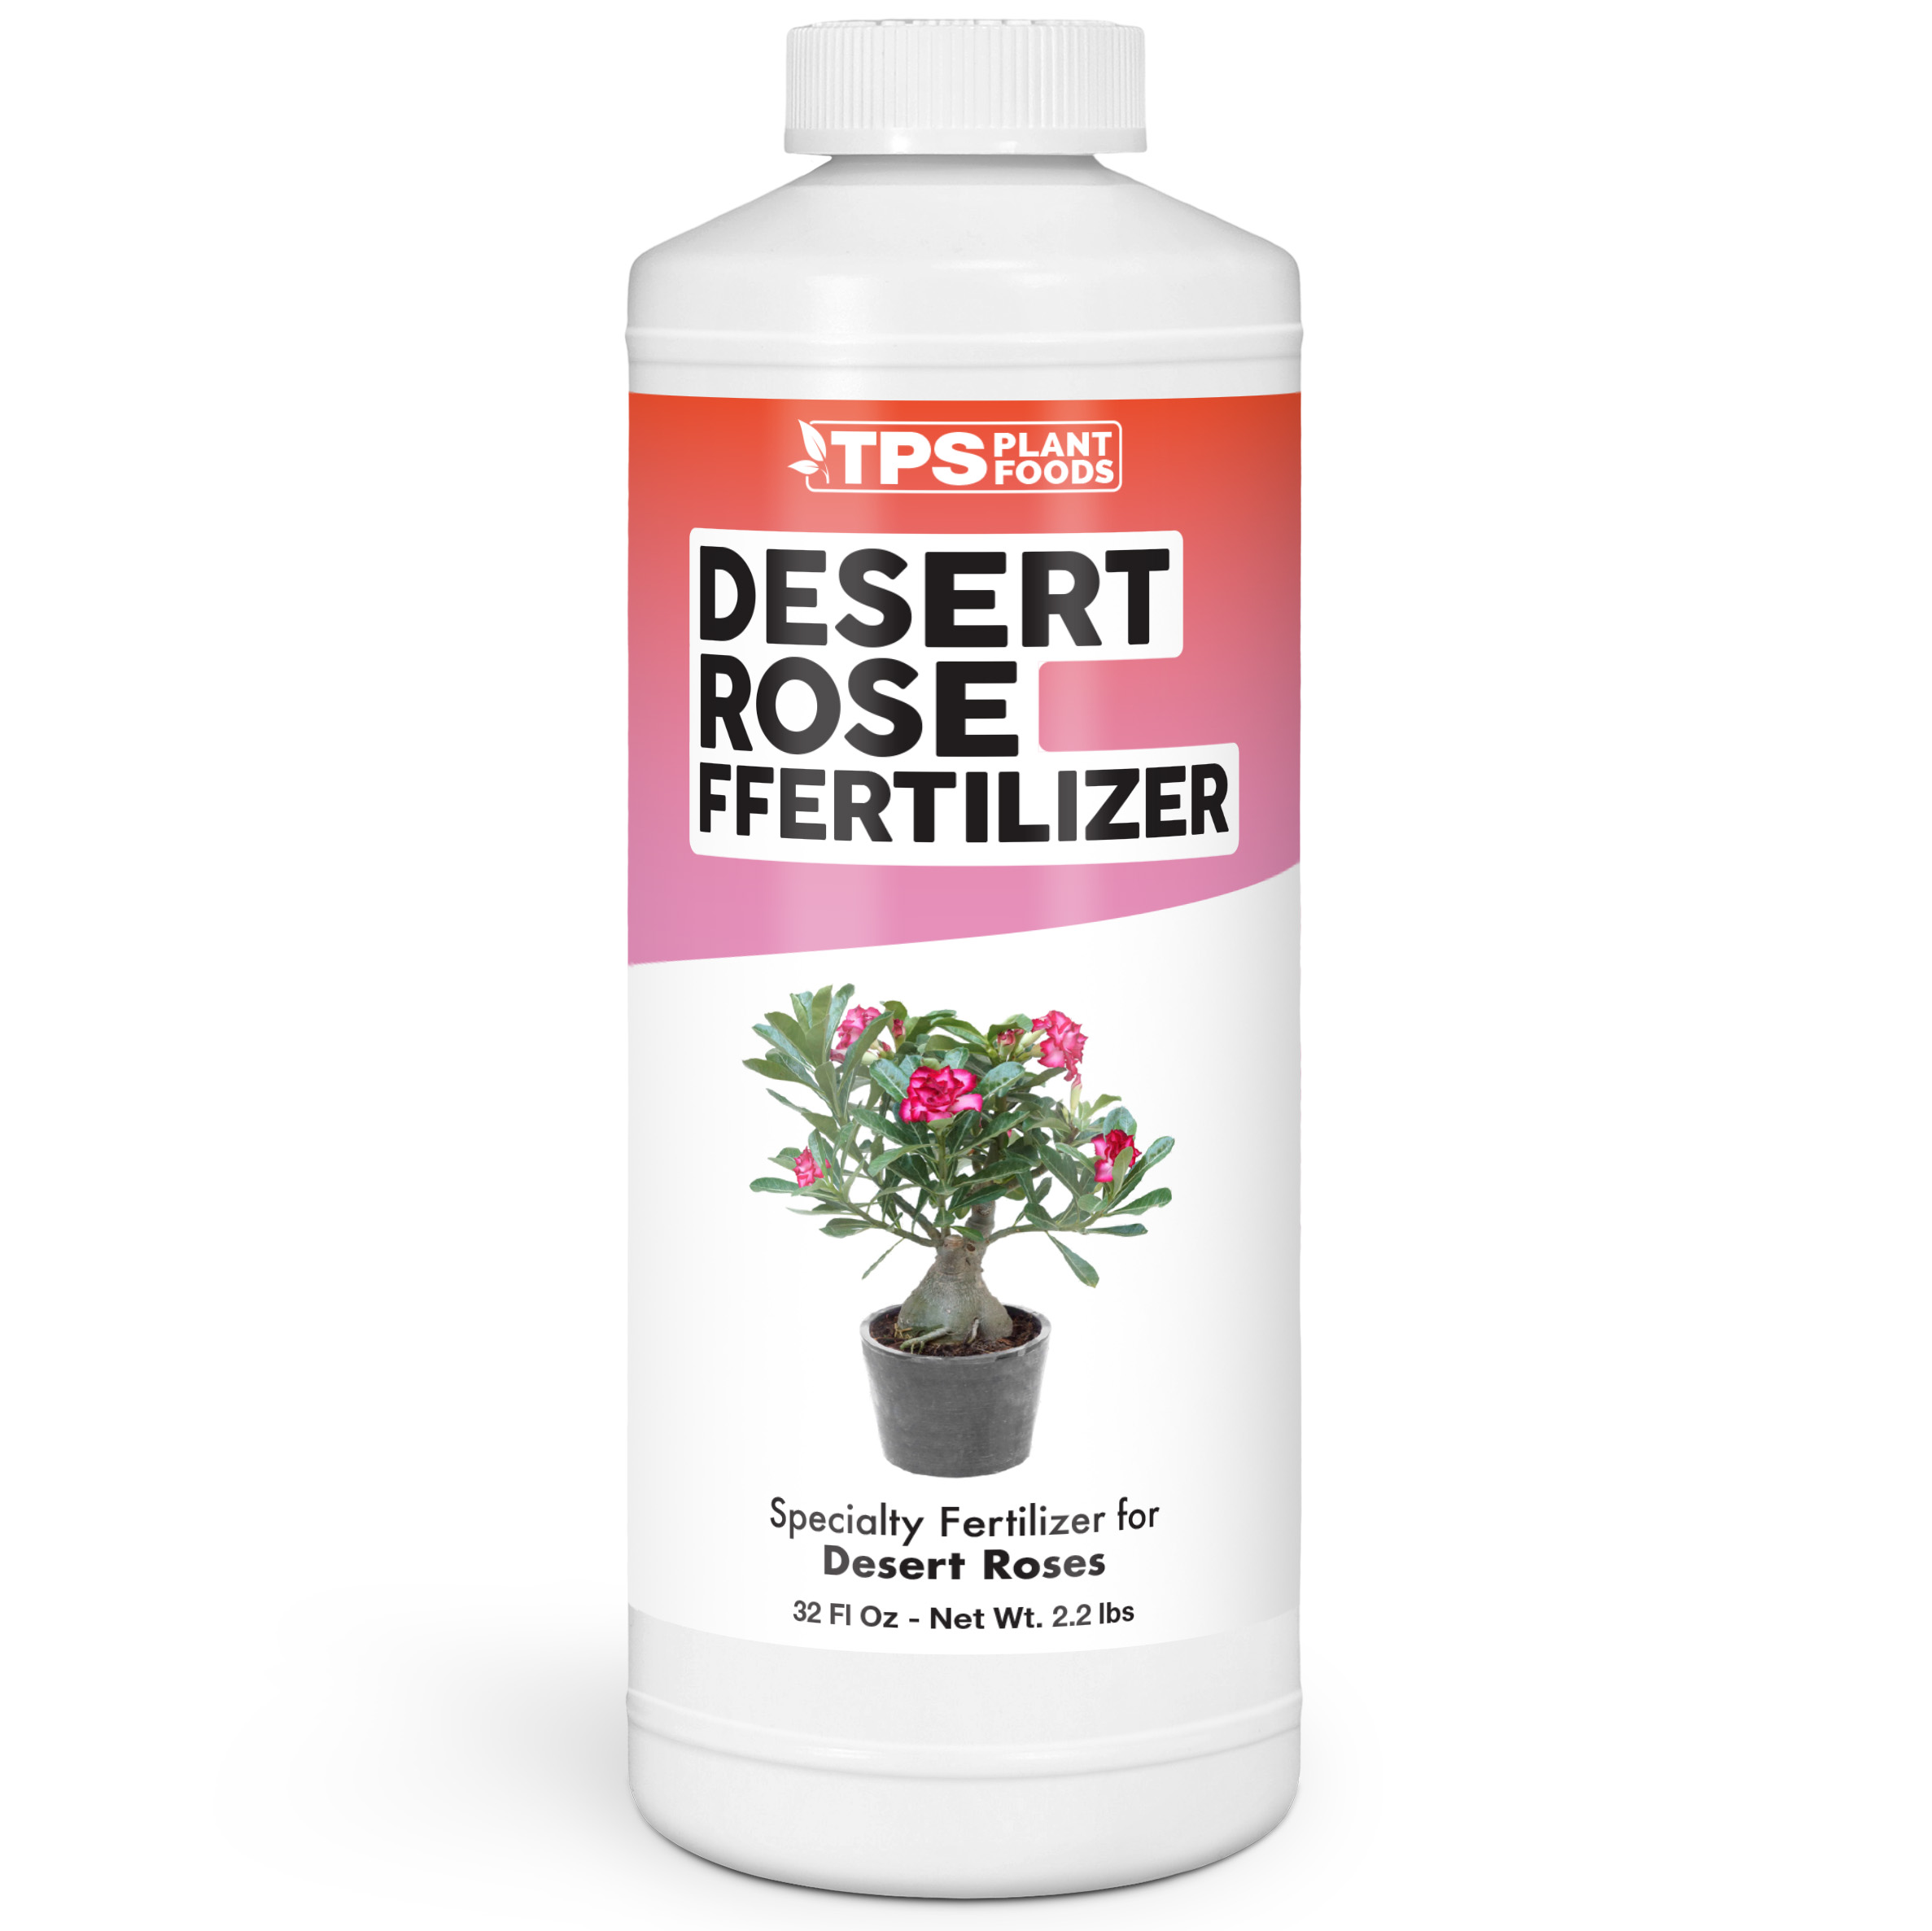 TPS PLANT FOODS
DESERT
ROSE
FFERTILIZER
Specialty Fertilizer for
Desert Roses
32 Fl Oz - Net Wt. 2.2 lbs